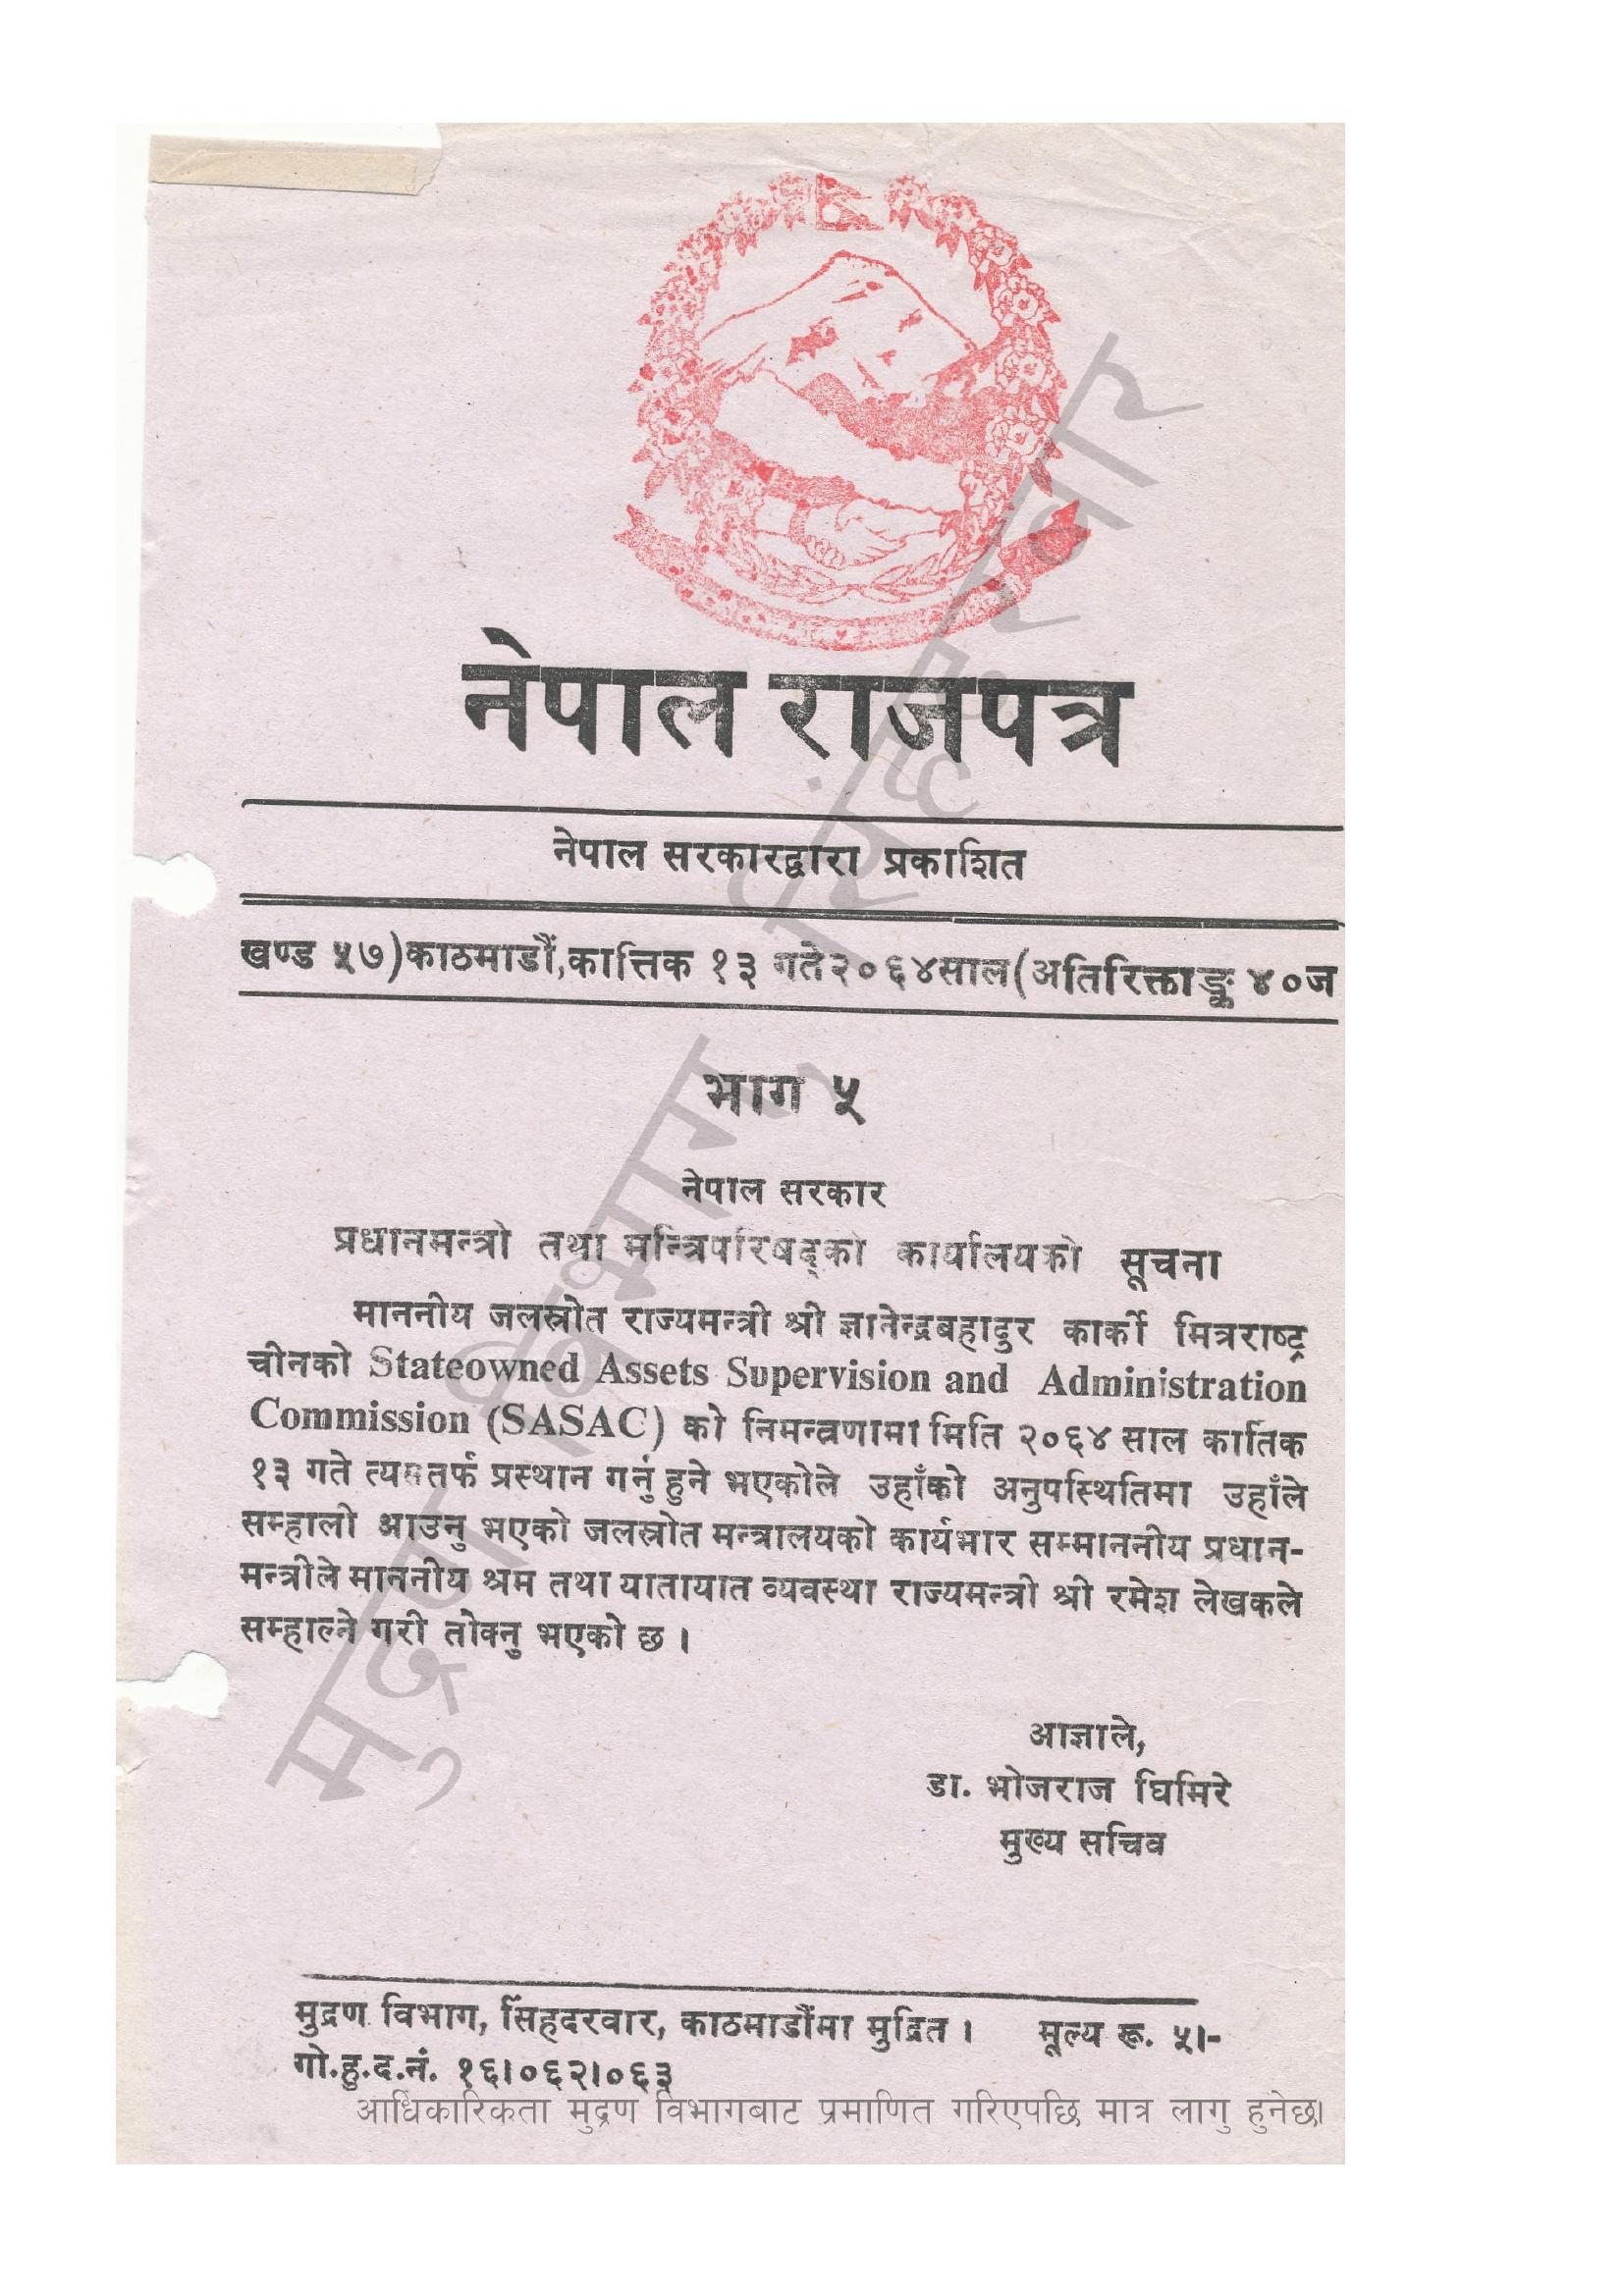 नेपाल राजपत्र
नेपाल सरकारद्वारा प्रकाशित
खण्ड ५७)काठमाडौं,कात्तिक १३ गते२०६४साल(अतिरिक्ताङ्क ४०ज
भाग ५
नेपाल सरकार
प्रधानमन्त्री तथा मन्त्रिपरिषद्को कार्यालयको सूचना
माननीय जलस्रोत राज्यमन्त्री श्री ज्ञानेन्द्रबहादुर कार्की मित्रराष्ट्र
चीनको Stateowned Assets Supervision and Administration
Commission (SASAC) को निमन्त्रणामा मिति २०६४ साल कार्तिक
१३ गते त्यसतर्फ प्रस्थान गर्नु हुने भएकोले उहाँको अनुपस्थितिमा उहाँले
सम्हाली आउनु भएको जलस्रोत मन्त्रालयको कार्यभार सम्माननीय प्रधान-
मन्त्रीले माननीय श्रम तथा यातायात व्यवस्था राज्यमन्त्री श्री रमेश लेखकले
सम्हाल्ने गरी तोक्नु भएको छ ।
आज्ञाले,
डा. भोजराज घिमिरे
मुख्य सचिव
मुद्रण विभाग, सिंहदरवार, काठमाडौंमा मुद्रित । मूल्य रू. ५।-
गो.हु.द.नं. १६।०६२।०६३
आधिकारिकता मुद्रण विभागबाट प्रमाणित गरिएपछि मात्र लागु हुनेछ।
मुद्रण विभाग, सिंहदरवार